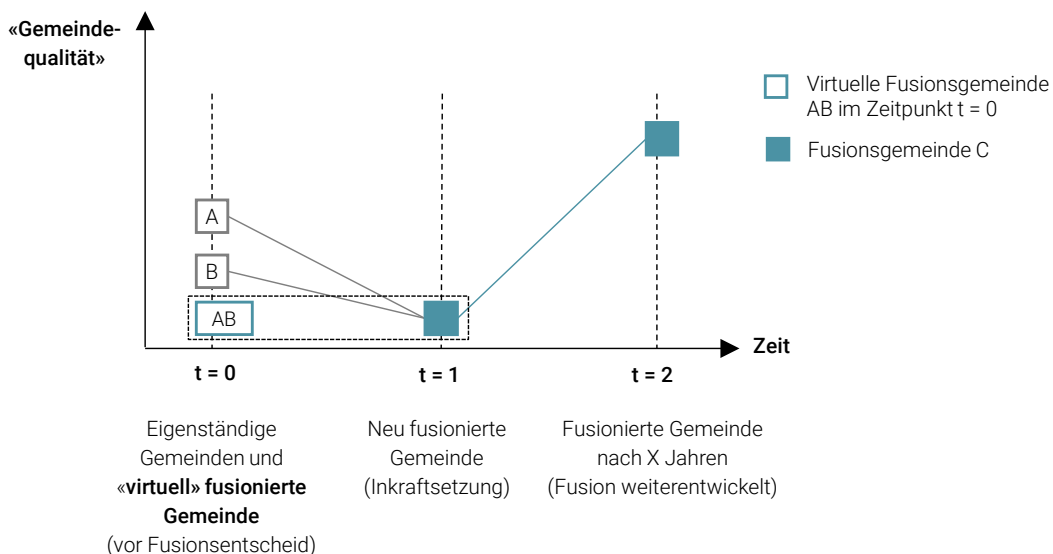 «Gemeinde-
qualität»
Virtuelle Fusionsgemeinde
AB im Zeitpunkt t = 0
Fusionsgemeinde C
A
B
AB
Zeit
t = 0
t = 1
t = 2
Eigenständige
Gemeinden und
«virtuell» fusionierte
Gemeinde
(vor Fusionsentscheid)
Neu fusionierte
Gemeinde
(Inkraftsetzung)
Fusionierte Gemeinde
nach X Jahren
(Fusion weiterentwickelt)